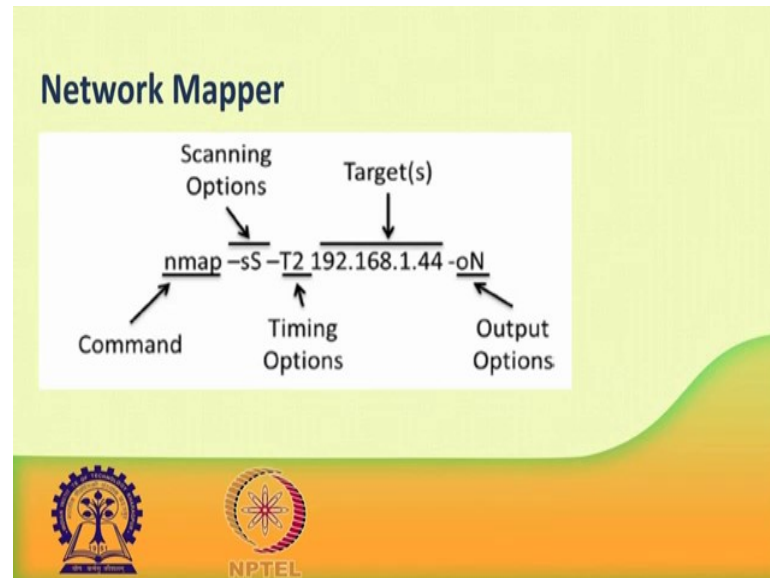 Network Mapper
Scanning
Options
Target(s)
nmap –sS –T2 192.168.1.44 -oN
Command
Timing
Options
Output
Options
NPTEL